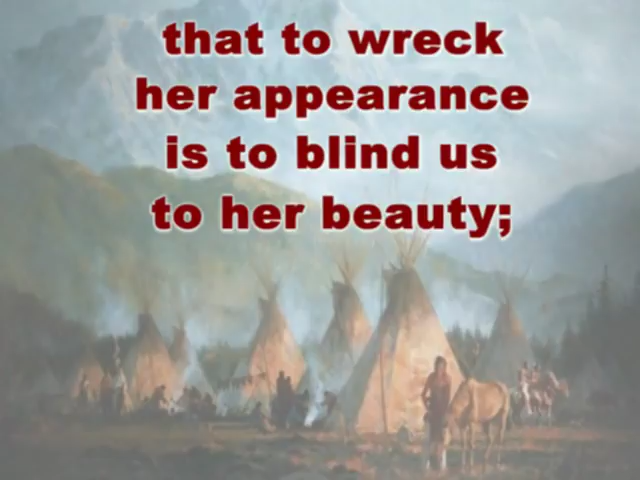 that to wreck
her appearance
is to blind us
to her beauty;